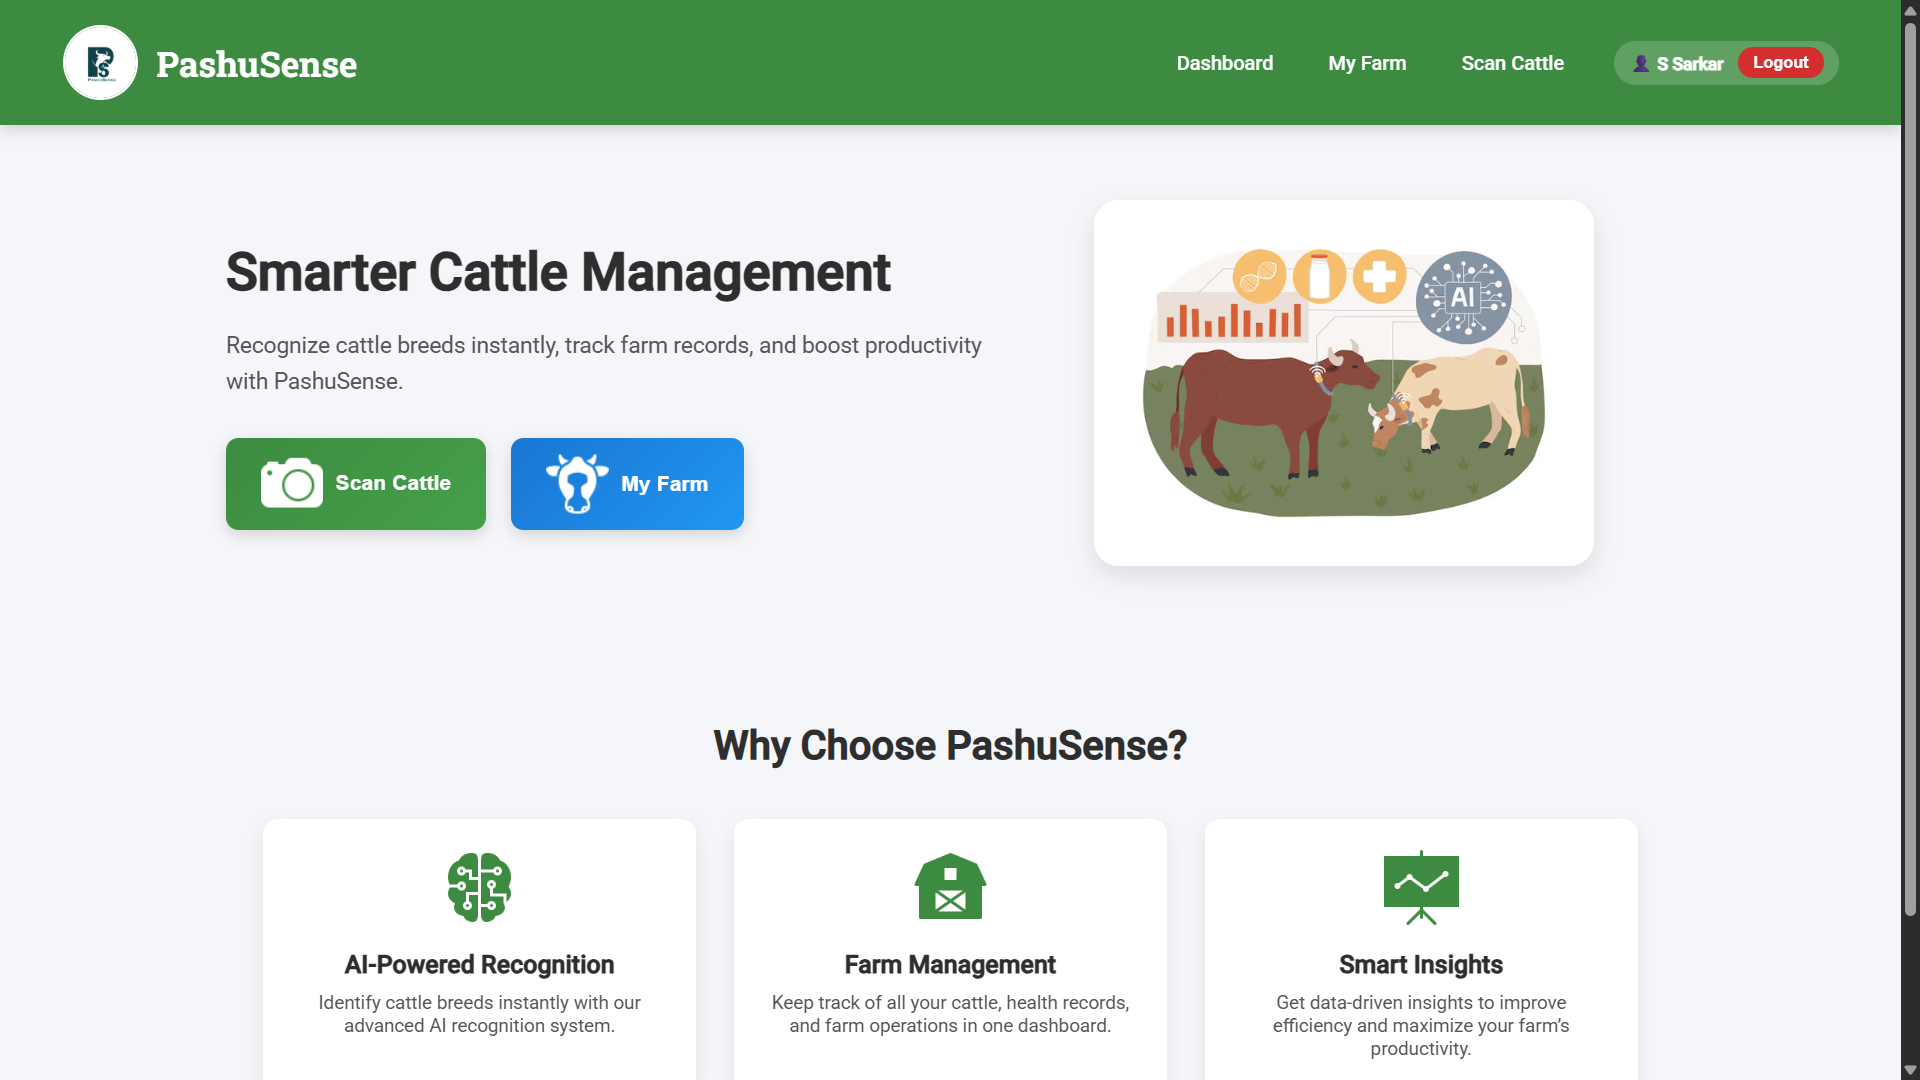 PashuSense
PashuSense
Dashboard
My Farm
Scan Cattle
S Sarkar
Logout
Smarter Cattle Management
Recognize cattle breeds instantly, track farm records, and boost productivity
with PashuSense.
Scan Cattle
My Farm
AI
Why Choose PashuSense?
AI-Powered Recognition
Identify cattle breeds instantly with our
advanced AI recognition system.
Farm Management
Keep track of all your cattle, health records,
and farm operations in one dashboard.
Smart Insights
Get data-driven insights to improve
efficiency and maximize your farm’s
productivity.